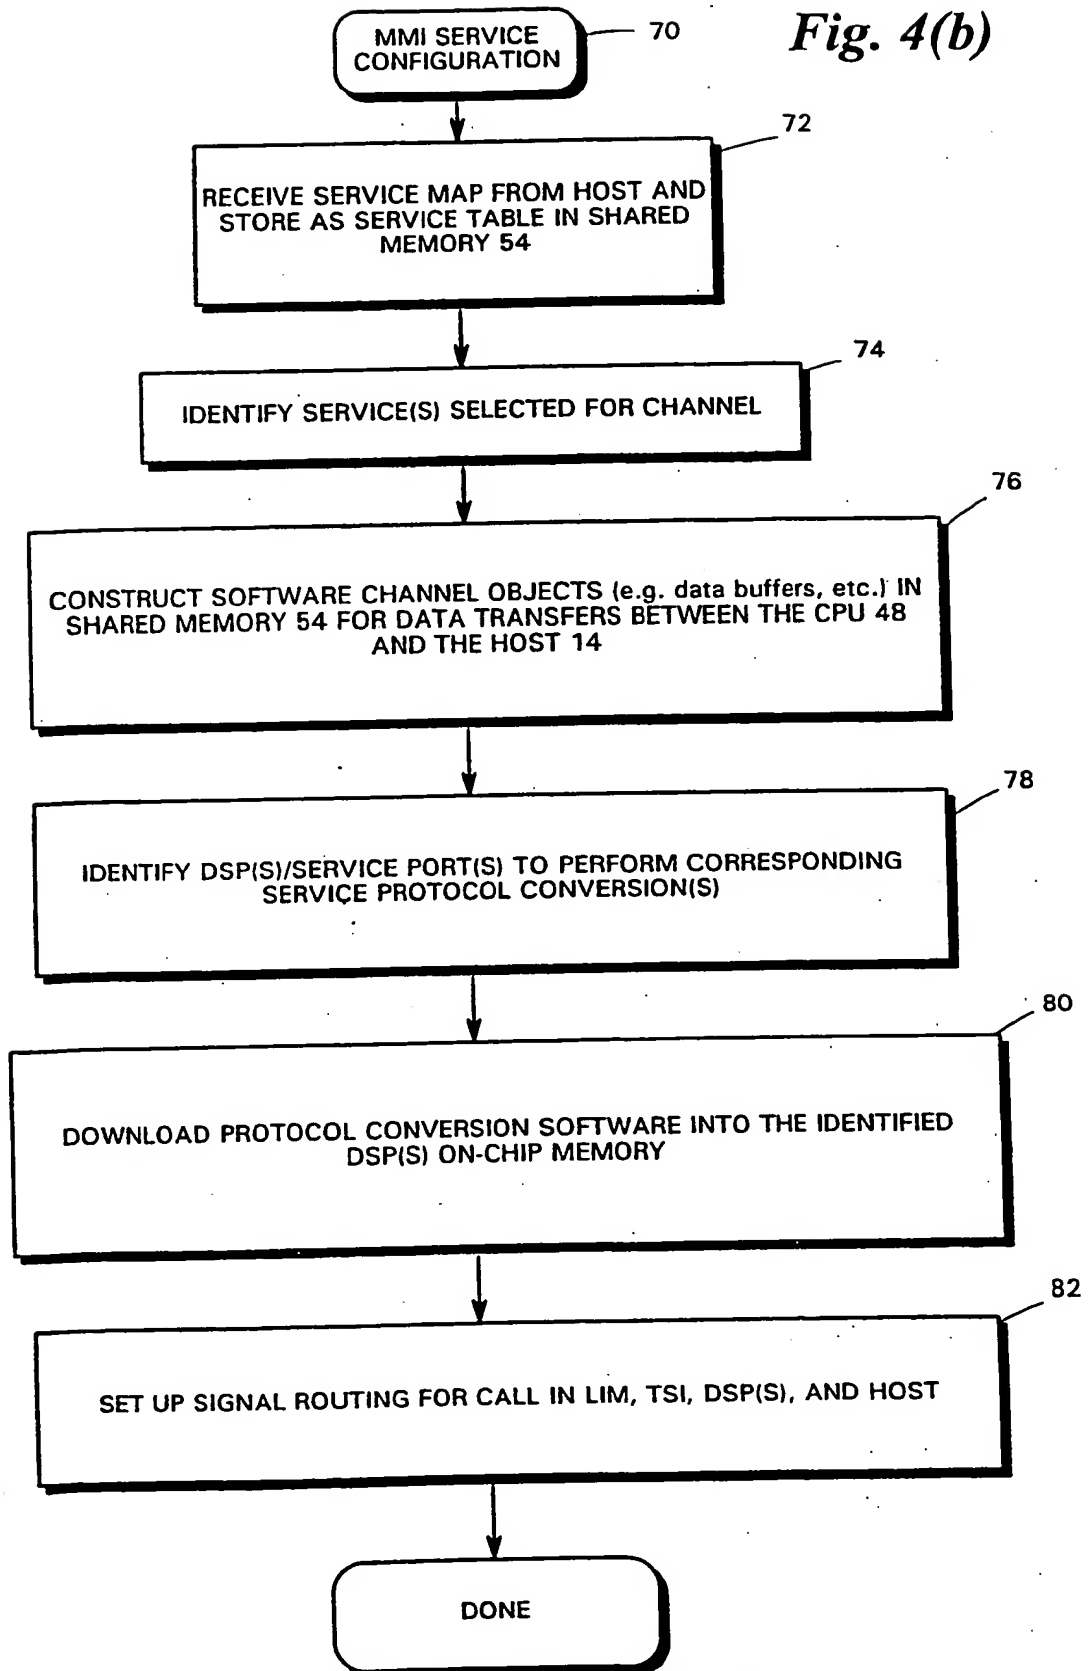 Fig. 4(b)
MMI SERVICE
CONFIGURATION
70
72
RECEIVE SERVICE MAP FROM HOST AND
STORE AS SERVICE TABLE IN SHARED
MEMORY 54
74
IDENTIFY SERVICE(S) SELECTED FOR CHANNEL
76
CONSTRUCT SOFTWARE CHANNEL OBJECTS (e.g. data buffers, etc.) IN
SHARED MEMORY 54 FOR DATA TRANSFERS BETWEEN THE CPU 48
AND THE HOST 14
78
IDENTIFY DSP(S)/SERVICE PORT(S) TO PERFORM CORRESPONDING
SERVICE PROTOCOL CONVERSION(S)
80
DOWNLOAD PROTOCOL CONVERSION SOFTWARE INTO THE IDENTIFIED
DSP(S) ON-CHIP MEMORY
82
SET UP SIGNAL ROUTING FOR CALL IN LIM, TSI, DSP(S), AND HOST
DONE